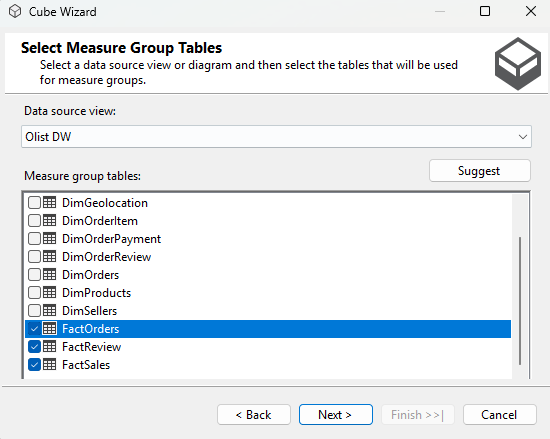 Cube Wizard
Select Measure Group Tables
Select a data source view or diagram and then select the tables that will be used
for measure groups.
Data source view:
Olist DW
Measure group tables:
Suggest
DimGeolocation
DimOrderItem
DimOrderPayment
DimOrderReview
DimOrders
DimProducts
DimSellers
FactOrders
FactReview
FactSales
< Back
Next >
Finish >>|
Cancel